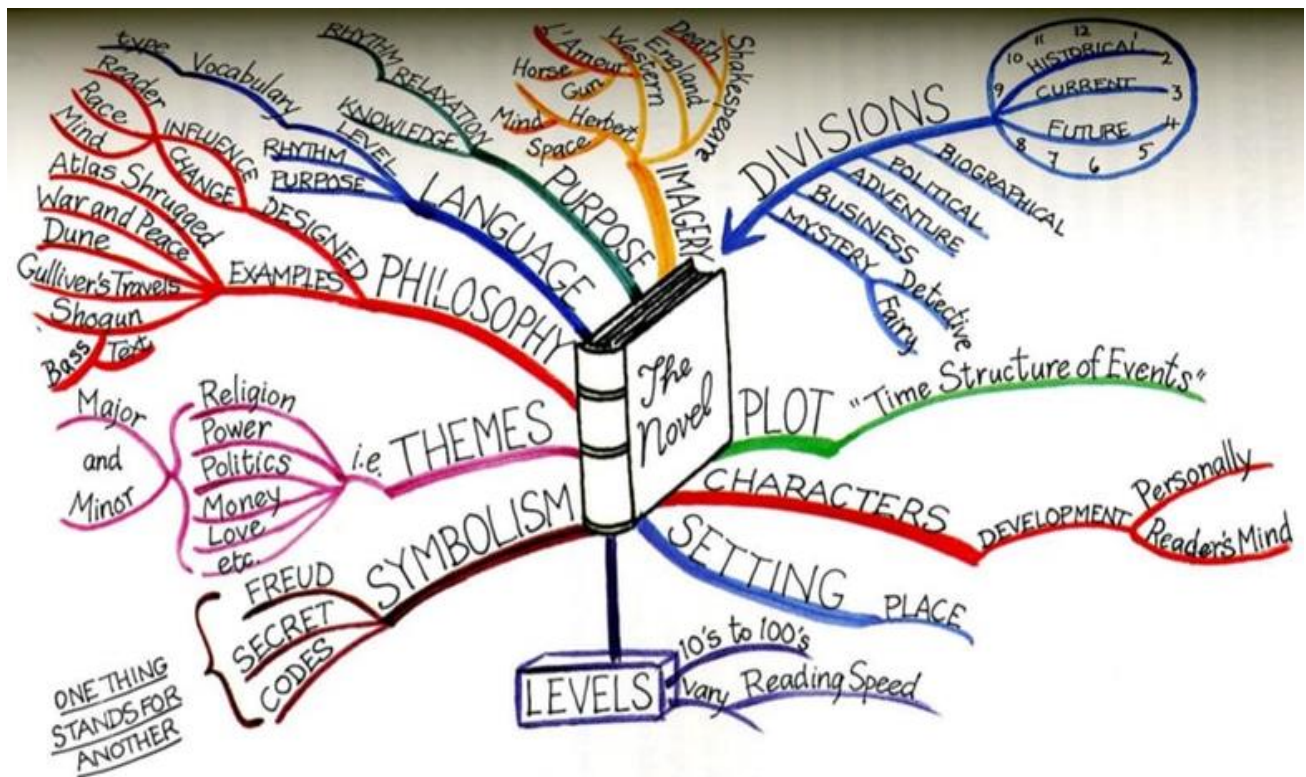 The
Novel
DIVISIONS
12
11
1
10
HISTORICAL
2
9
CURRENT
3
FUTURE
4
8
7
6
5
BIOGRAPHICAL
POLITICAL
ADVENTURE
BUSINESS
MYSTERY
Detective
Fairy
PLOT
"Time Structure of Events"
CHARACTERS
DEVELOPMENT
Personally
Reader's Mind
SETTING
PLACE
LEVELS
10's to 100's
vary
Reading Speed
SYMBOLISM
FREUD
SECRET
CODES
ONE THING
STANDS FOR
ANOTHER
THEMES
i.e.
Religion
Power
Politics
Money
Love
etc.
Major
and
Minor
PHILOSOPHY
EXAMPLES
Atlas Shrugged
War and Peace
Dune
Gulliver's Travels
Shogun
Bass
Text
DESIGNED
INFLUENCE
CHANGE
Reader
Race
Mind
LANGUAGE
LEVEL
Vocabulary
type
RHYTHM
PURPOSE
PURPOSE
RELAXATION
RHYTHM
KNOWLEDGE
IMAGERY
Shakespeare
Death
England
Western
L'Amour
Horse
Gun
Herbert
Mind
Space